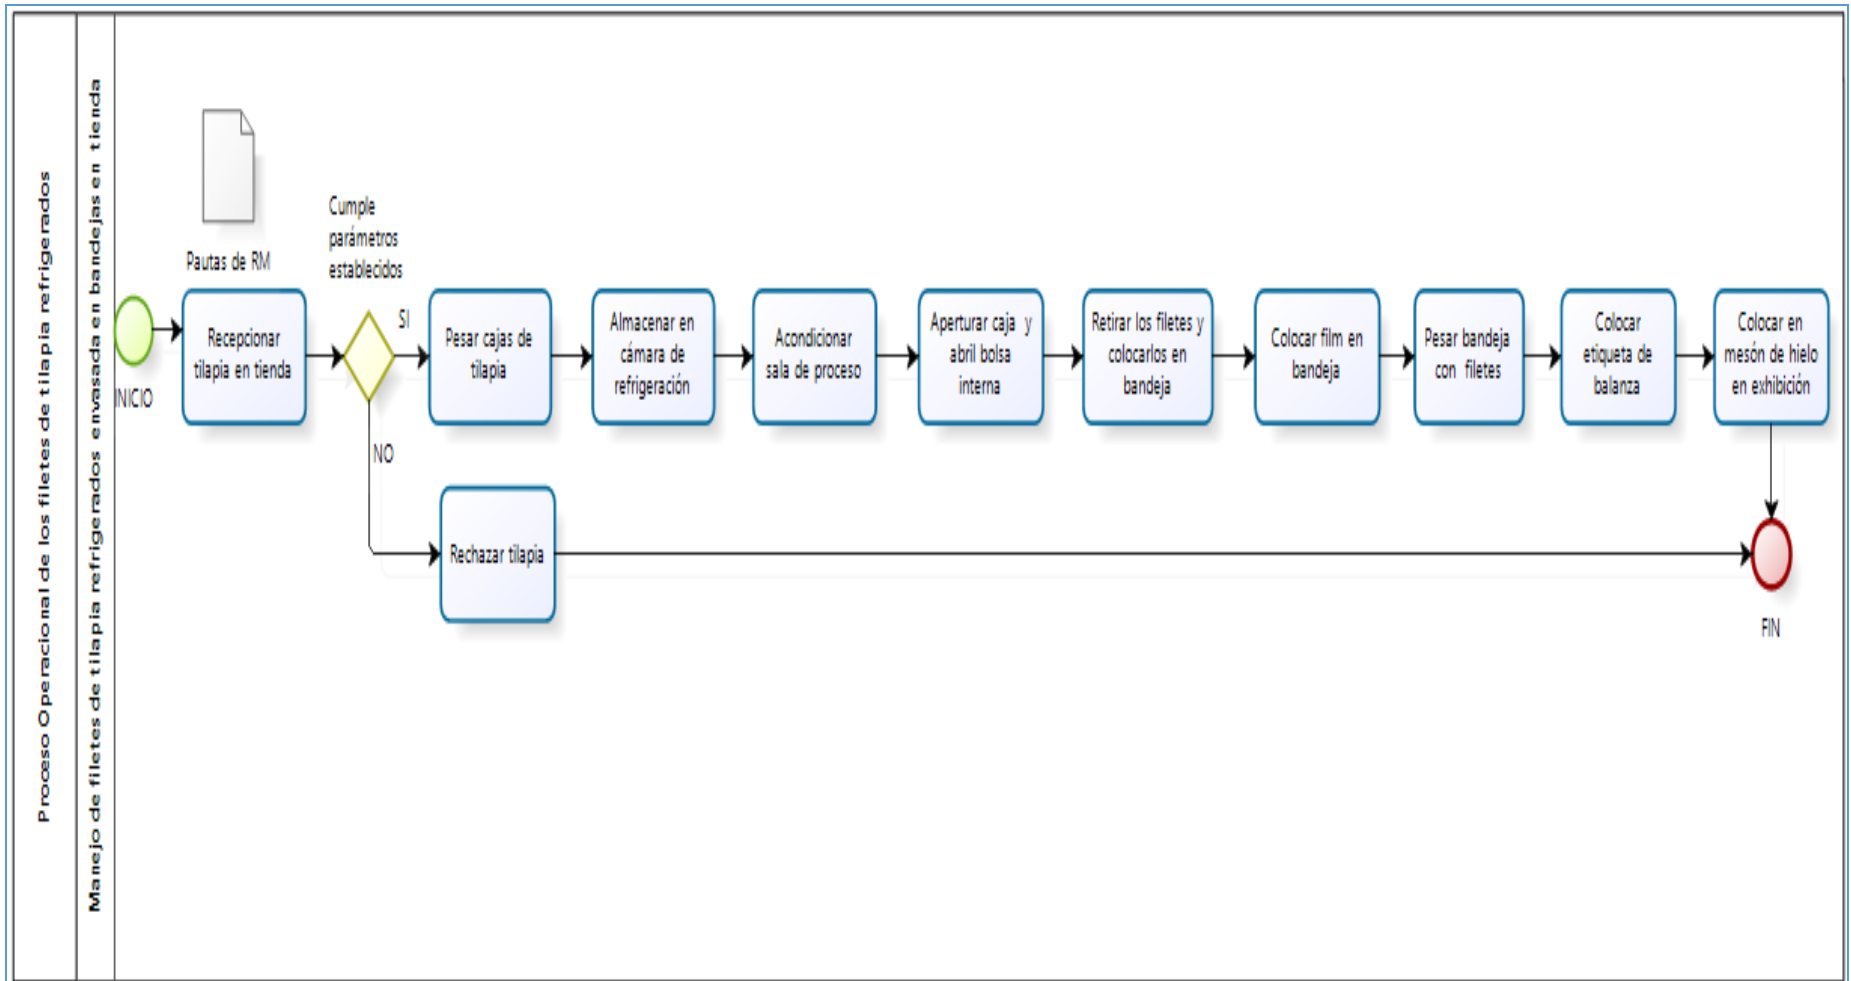 Proceso Operacional de los filetes de tilapia refrigerados
Manejo de filetes de tilapia refrigerados envasada en bandejas en tienda
Pautas de RM
INICIO
Recepcionar
tilapia en tienda
Cumple
parámetros
establecidos
SI
NO
Pesar cajas de
tilapia
Almacenar en
cámara de
refrigeración
Acondicionar
sala de proceso
Aperturar caja y
abril bolsa
interna
Retirar los filetes y
colocarlos en
bandeja
Colocar film en
bandeja
Pesar bandeja
con filetes
Colocar
etiqueta de
balanza
Colocar en
mesón de hielo
en exhibición
Rechazar tilapia
FIN